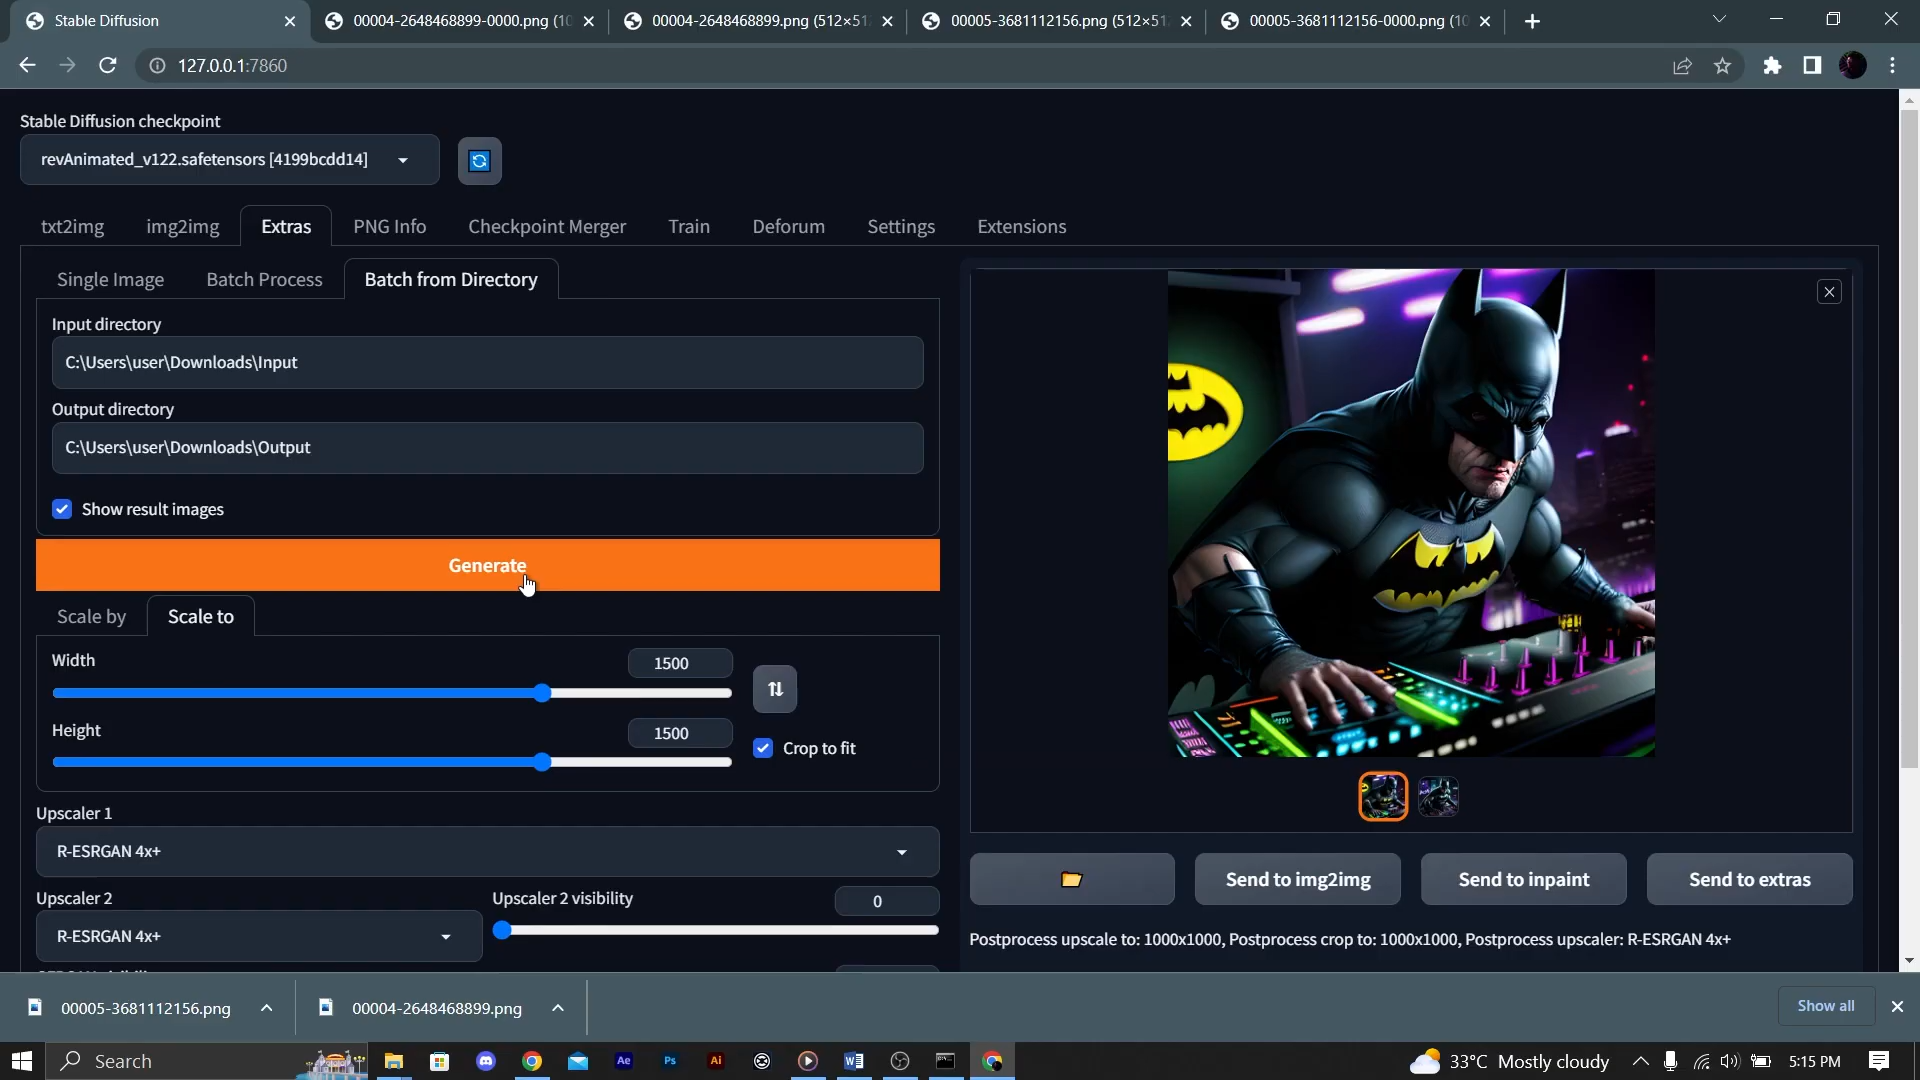 Stable Diffusion
00004-2648468899-0000.png (10
00004-2648468899.png (512×51
00005-3681112156.png (512×51
00005-3681112156-0000.png (10
127.0.0.1:7860
Stable Diffusion checkpoint
revAnimated_v122.safetensors [4199bcdd14]
txt2img
img2img
Extras
PNG Info
Checkpoint Merger
Train
Deforum
Settings
Extensions
Single Image
Batch Process
Batch from Directory
Input directory
C:\Users\user\Downloads\Input
Output directory
C:\Users\user\Downloads\Output
Show result images
Generate
Scale by
Scale to
Width
1500
Height
1500
Crop to fit
Upscaler 1
R-ESRGAN 4x+
Upscaler 2
R-ESRGAN 4x+
Upscaler 2 visibility
0
Send to img2img
Send to inpaint
Send to extras
Postprocess upscale to: 1000x1000, Postprocess crop to: 1000x1000, Postprocess upscaler: R-ESRGAN 4x+
00005-3681112156.png
00004-2648468899.png
Show all
Search
Ae
Ps
Ai
33°C Mostly cloudy
5:15 PM